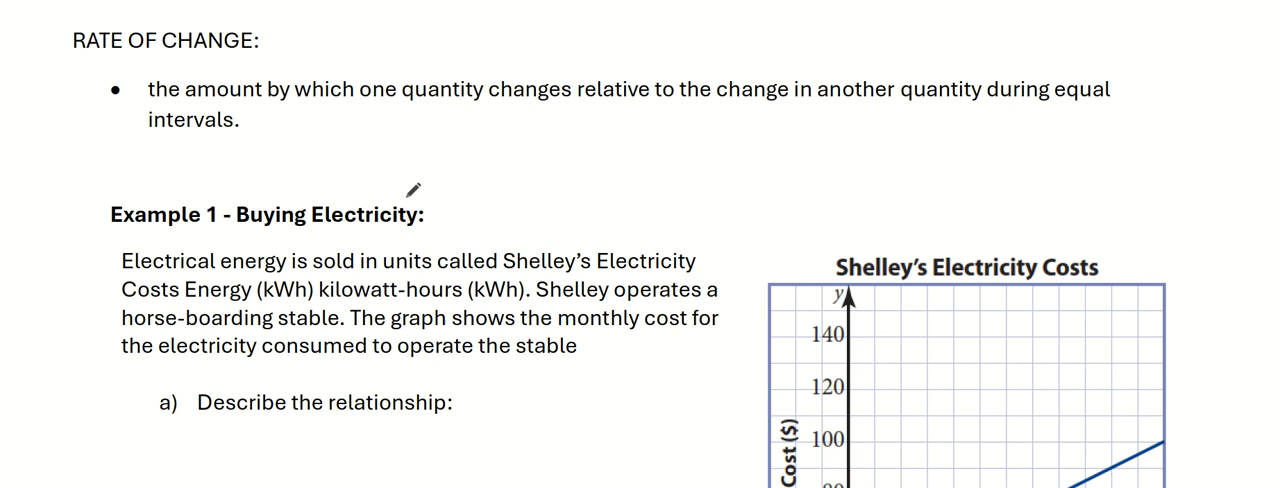 RATE OF CHANGE:
• the amount by which one quantity changes relative to the change in another quantity during equal
intervals.
Example 1 - Buying Electricity:
Electrical energy is sold in units called Shelley’s Electricity
Costs Energy (kWh) kilowatt-hours (kWh). Shelley operates a
horse-boarding stable. The graph shows the monthly cost for
the electricity consumed to operate the stable
a) Describe the relationship:
Shelley’s Electricity Costs
y
140
120
100
Cost ($)